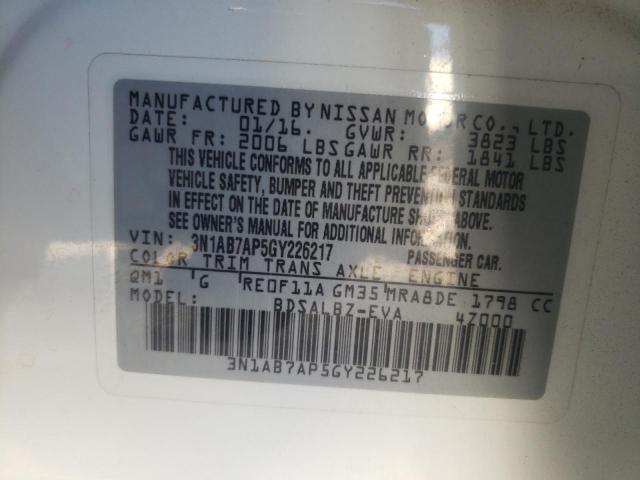 MANUFACTURED BY NISSAN MOTOR CO., LTD.
DATE: 01/16. GVWR: 3823 LBS
GAWR FR: 2006 LBS GAWR RR: 1841 LBS
THIS VEHICLE CONFORMS TO ALL APPLICABLE FEDERAL MOTOR
VEHICLE SAFETY, BUMPER AND THEFT PREVENTION STANDARDS
IN EFFECT ON THE DATE OF MANUFACTURE SHOWN ABOVE.
SEE OWNER'S MANUAL FOR ADDITIONAL INFORMATION.
VIN: 3N1AB7AP5GY226217 PASSENGER CAR.
COLOR TRIM TRANS AXLE ENGINE
QM1 G RE0F11A GM35 MRA8DE 1798 CC
MODEL: BDSALBZ-EVA 47000
3N1AB7AP5GY226217